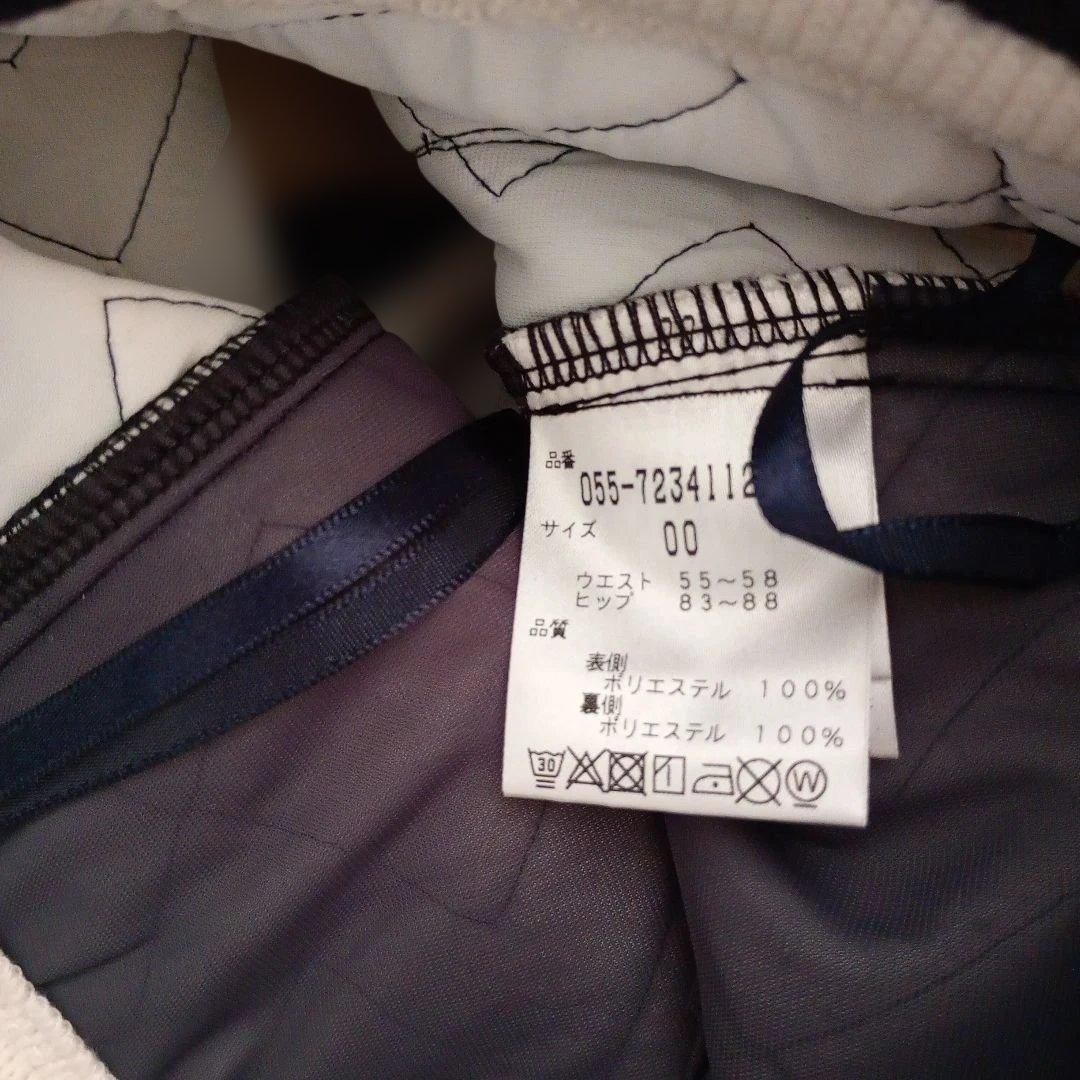 品番
055-7234112
サイズ 00
ウエスト 55～58
ヒップ 83～88
品質
表側
ポリエステル 100%
裏側
ポリエステル 100%
30
W